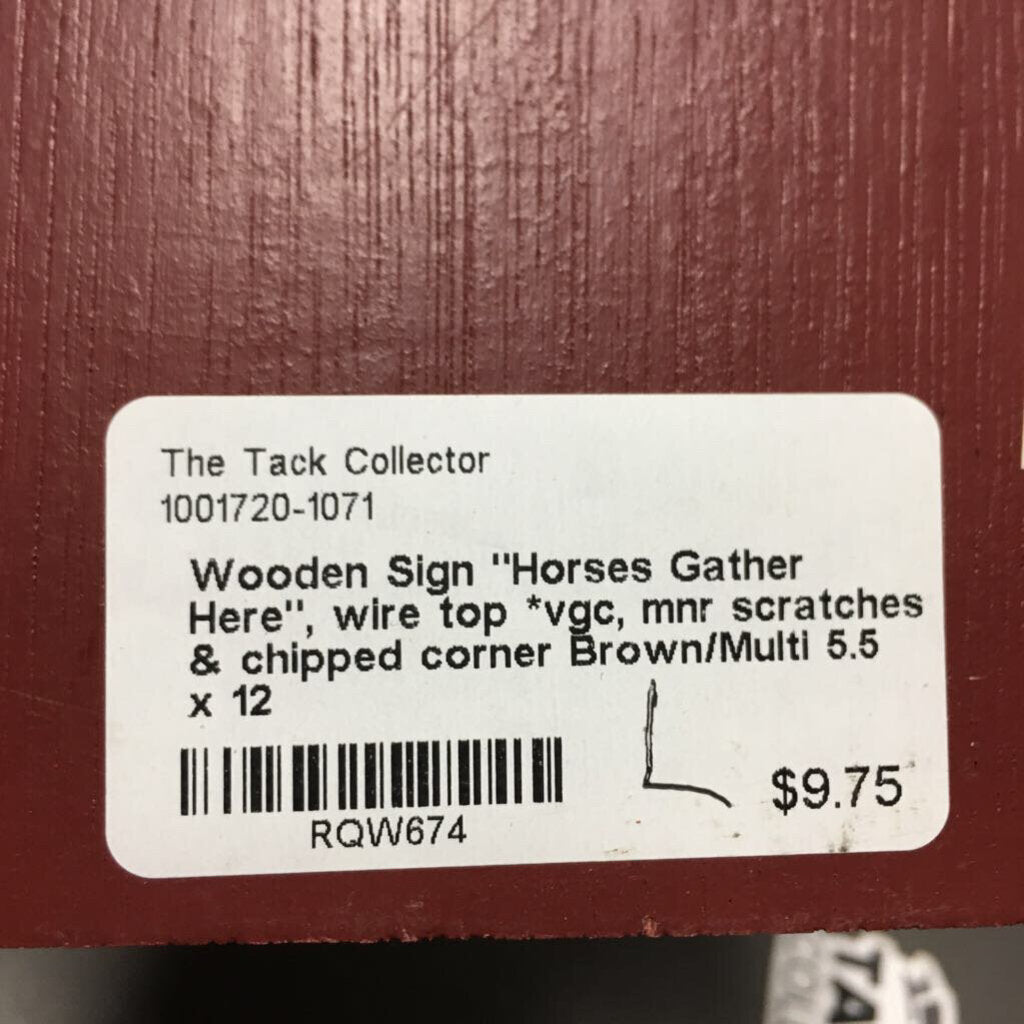 The Tack Collector
1001720-1071
Wooden Sign "Horses Gather
Here", wire top *vgc, mnr scratches
& chipped corner Brown/Multi 5.5
x 12
L
$9.75
RQW674
TA